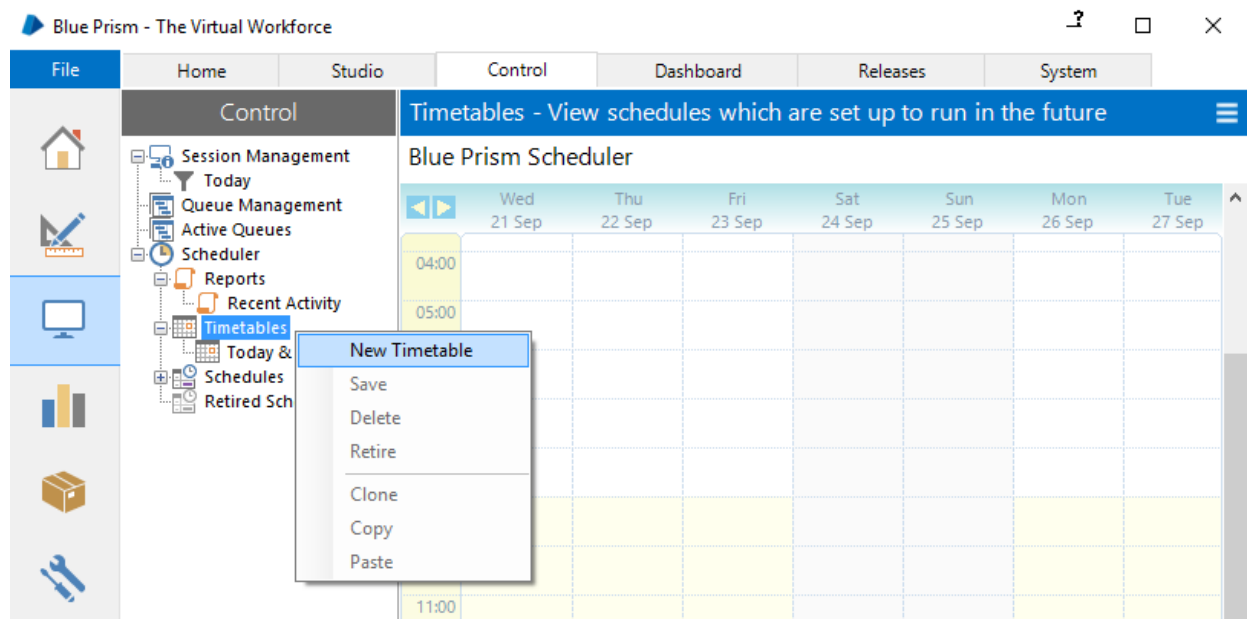 Blue Prism - The Virtual Workforce
File Home Studio Control Dashboard Releases System
Control
Timetables - View schedules which are set up to run in the future
Session Management
Today
Queue Management
Active Queues
Scheduler
Reports
Recent Activity
Timetables
Today &
Schedules
Retired Sch
New Timetable
Save
Delete
Retire
Clone
Copy
Paste
Blue Prism Scheduler
Wed Thu Fri Sat Sun Mon Tue
21 Sep 22 Sep 23 Sep 24 Sep 25 Sep 26 Sep 27 Sep
04:00
05:00
11:00